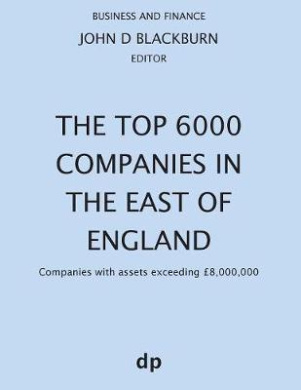 BUSINESS AND FINANCE
JOHN D BLACKBURN
EDITOR
THE TOP 6000
COMPANIES IN
THE EAST OF
ENGLAND
Companies with assets exceeding £8,000,000
dp